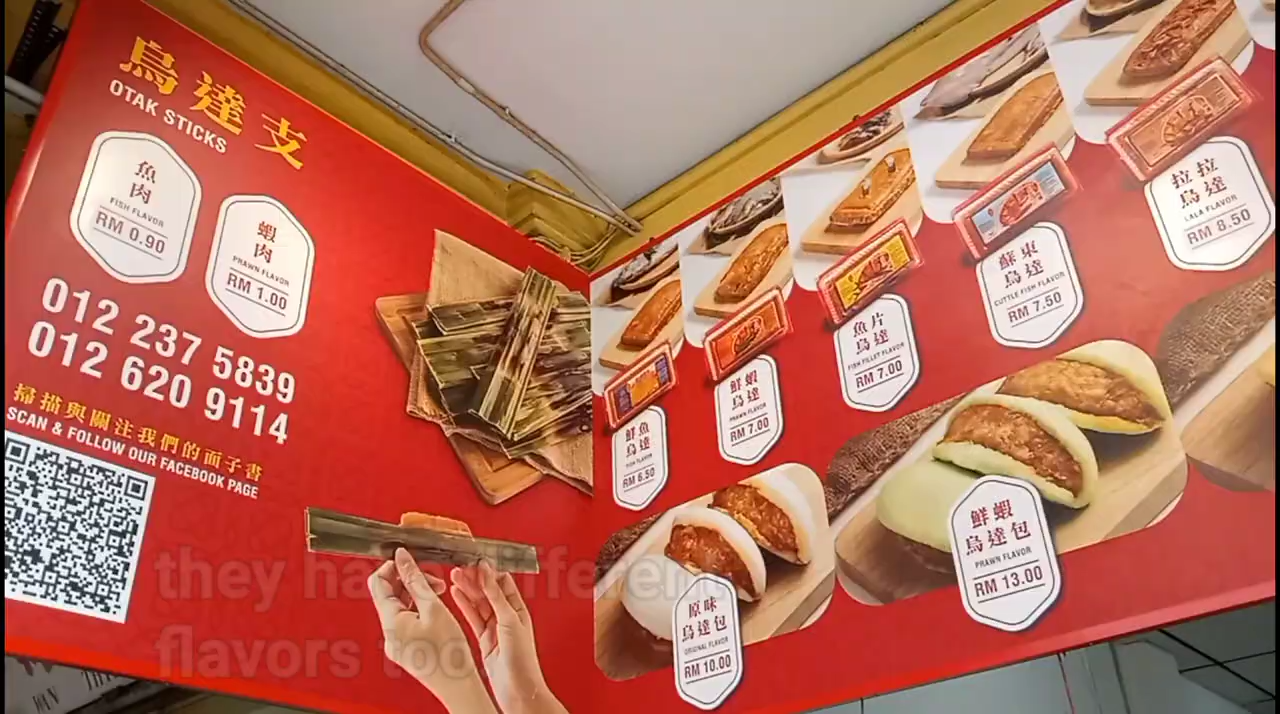 烏達支
OTAK STICKS
魚肉
FISH FLAVOR
RM 0.90
蝦肉
PRAWN FLAVOR
RM 1.00
012 237 5839
012 620 9114
掃描與關注我們的面子書
SCAN & FOLLOW OUR FACEBOOK PAGE
鮮魚
烏達
FISH FLAVOR
RM 6.50
鮮蝦
烏達
PRAWN FLAVOR
RM 7.00
魚片
烏達
FISH FILLET FLAVOR
RM 7.00
蘇東
烏達
CUTTLE FISH FLAVOR
RM 7.50
拉拉
烏達
LALA FLAVOR
RM 8.50
原味
烏達包
ORIGINAL FLAVOR
RM 10.00
鮮蝦
烏達包
PRAWN FLAVOR
RM 13.00
they have different
flavors too